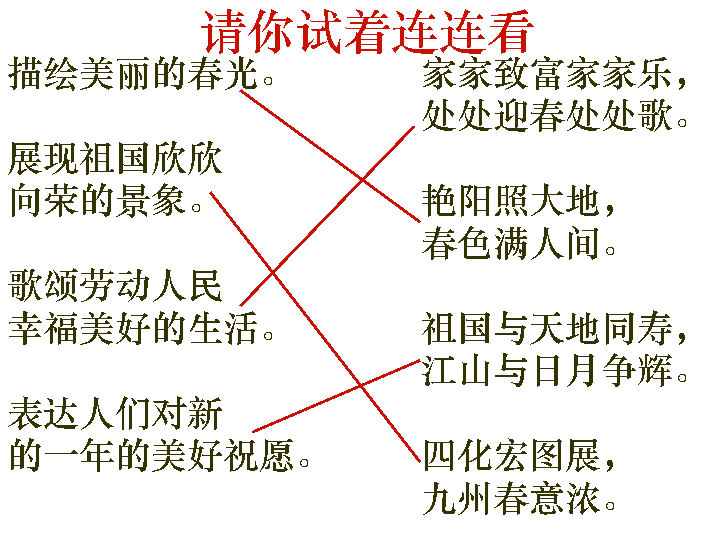 请你试着连连看
描绘美丽的春光。
展现祖国欣欣
向荣的景象。
歌颂劳动人民
幸福美好的生活。
表达人们对新
的一年的美好祝愿。
家家致富家家乐，
处处迎春处处歌。
艳阳照大地，
春色满人间。
祖国与天地同寿，
江山与日月争辉。
四化宏图展，
九州春意浓。